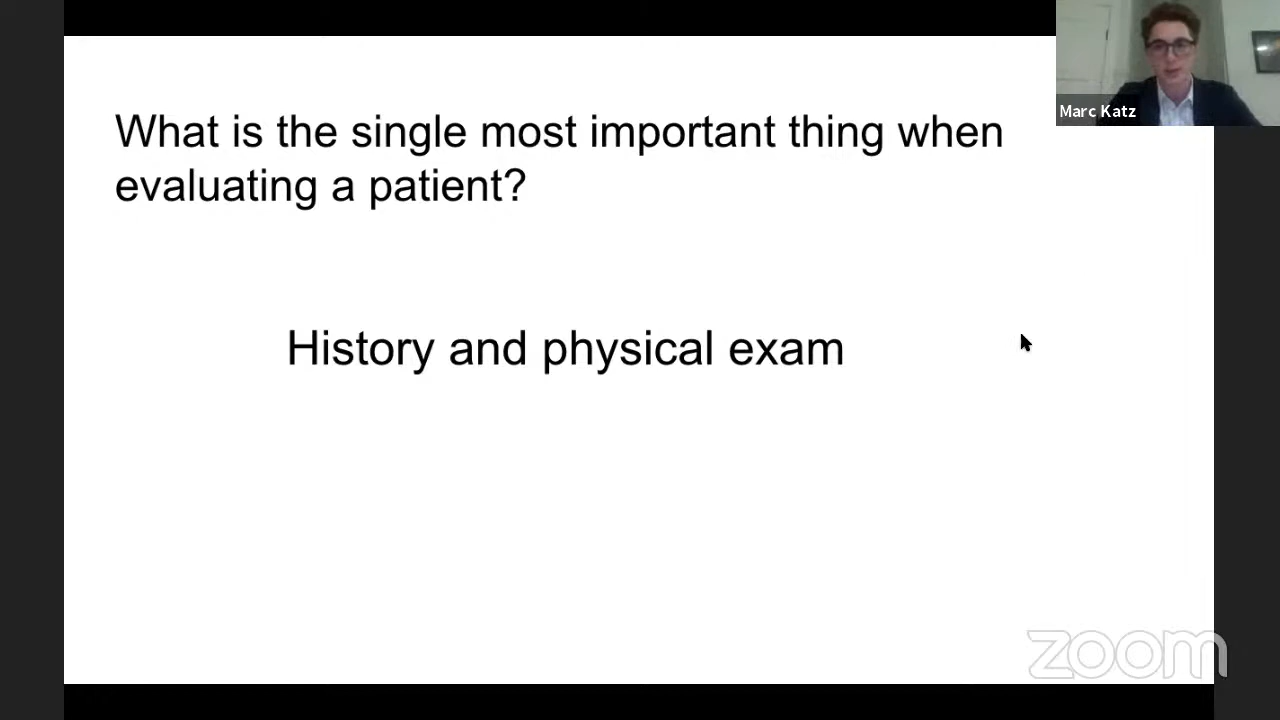 Marc Katz
What is the single most important thing when
evaluating a patient?
History and physical exam
zoom